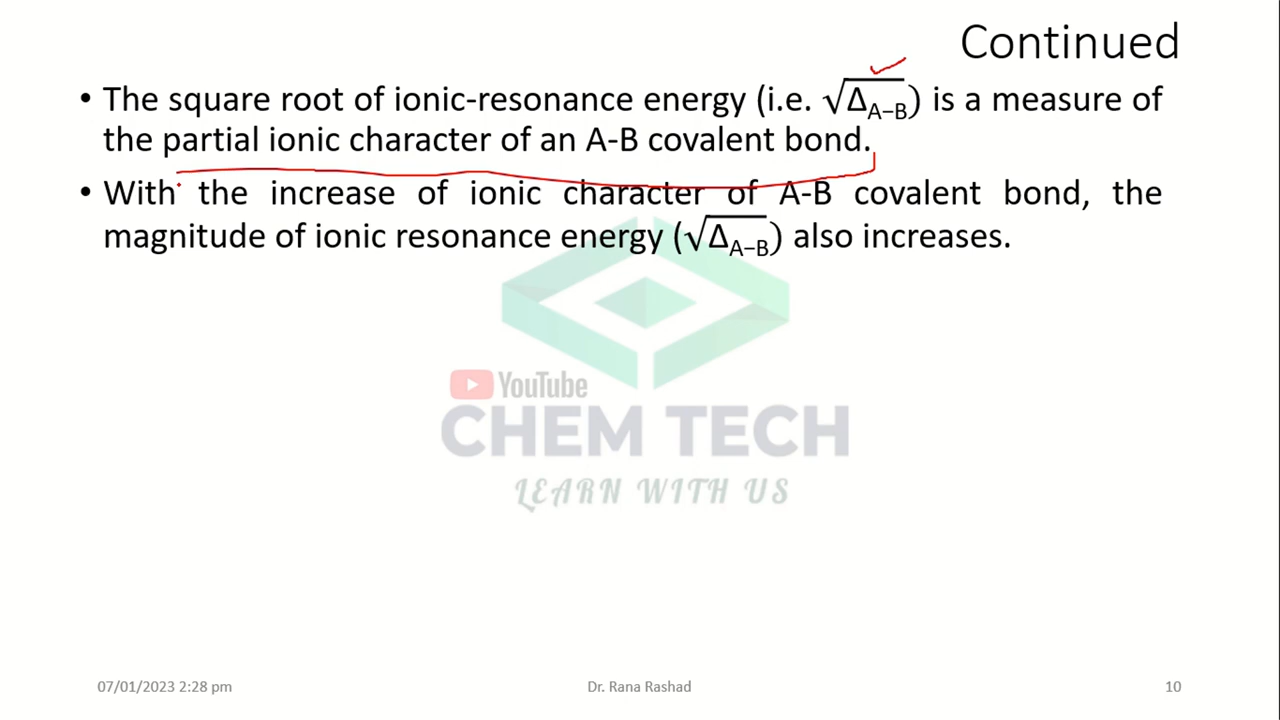 Continued
• The square root of ionic-resonance energy (i.e. √Δ_A−B) is a measure of
the partial ionic character of an A-B covalent bond.
• With the increase of ionic character of A-B covalent bond, the
magnitude of ionic resonance energy (√Δ_A−B) also increases.
YouTube
CHEM TECH
LEARN WITH US
07/01/2023 2:28 pm
Dr. Rana Rashad
10